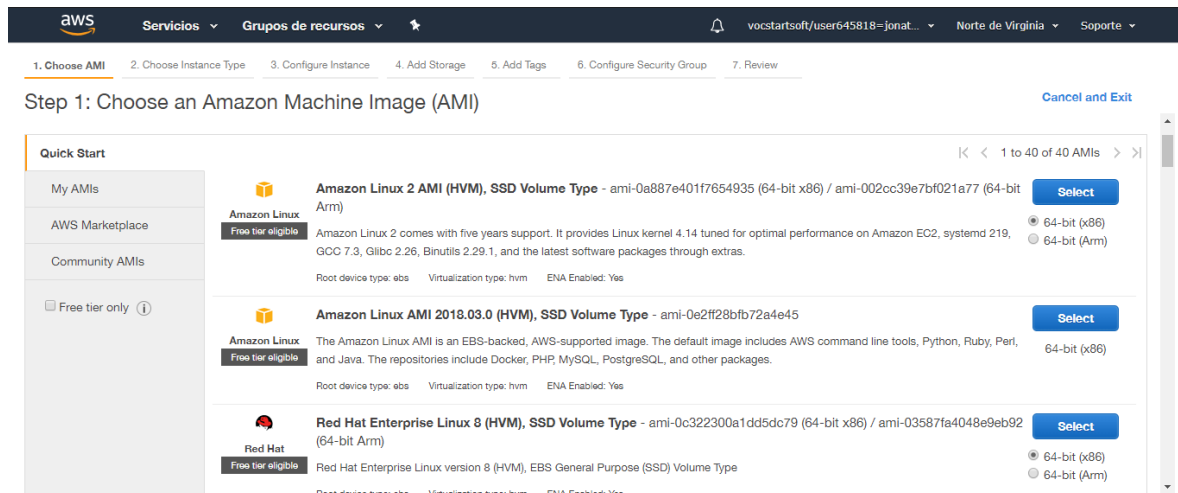 aws Servicios Grupos de recursos vocstartsoft/user645818=jonat... Norte de Virginia Soporte
1. Choose AMI 2. Choose Instance Type 3. Configure Instance 4. Add Storage 5. Add Tags 6. Configure Security Group 7. Review
Step 1: Choose an Amazon Machine Image (AMI)
Cancel and Exit
Quick Start
1 to 40 of 40 AMIs
My AMIs
AWS Marketplace
Community AMIs
Free tier only
Amazon Linux
Free tier eligible
Amazon Linux 2 AMI (HVM), SSD Volume Type - ami-0a887e401f7654935 (64-bit x86) / ami-002cc39e7bf021a77 (64-bit
Arm)
Amazon Linux 2 comes with five years support. It provides Linux kernel 4.14 tuned for optimal performance on Amazon EC2, systemd 219,
GCC 7.3, Glibc 2.26, Binutils 2.29.1, and the latest software packages through extras.
Root device type: ebs Virtualization type: hvm ENA Enabled: Yes
Select
64-bit (x86)
64-bit (Arm)
Amazon Linux
Free tier eligible
Amazon Linux AMI 2018.03.0 (HVM), SSD Volume Type - ami-0e2ff28bfb72a4e45
The Amazon Linux AMI is an EBS-backed, AWS-supported image. The default image includes AWS command line tools, Python, Ruby, Perl,
and Java. The repositories include Docker, PHP, MySQL, PostgreSQL, and other packages.
Root device type: ebs Virtualization type: hvm ENA Enabled: Yes
Select
64-bit (x86)
Red Hat
Free tier eligible
Red Hat Enterprise Linux 8 (HVM), SSD Volume Type - ami-0c322300a1dd5dc79 (64-bit x86) / ami-03587fa4048e9eb92
(64-bit Arm)
Red Hat Enterprise Linux version 8 (HVM), EBS General Purpose (SSD) Volume Type
Root device type: ebs Virtualization type: hvm ENA Enabled: Yes
Select
64-bit (x86)
64-bit (Arm)